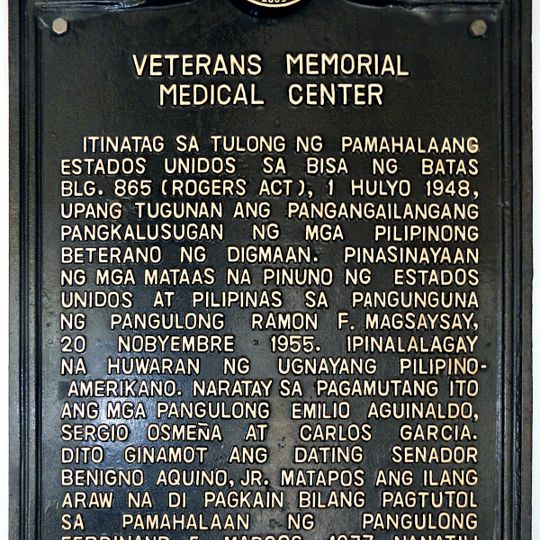 VETERANS MEMORIAL
MEDICAL CENTER
ITINATAG SA TULONG NG PAMAHALAANG
ESTADOS UNIDOS SA BISA NG BATAS
BLG. 865 (ROGERS ACT), 1 HULYO 1948,
UPANG TUGUNAN ANG PANGANGAILANGANG
PANGKALUSUGAN NG MGA PILIPINONG
BETERANO NG DIGMAAN. PINASINAYAAN
NG MGA MATAAS NA PINUNO NG ESTADOS
UNIDOS AT PILIPINAS SA PANGUNGUNA
NG PANGULONG RAMON F. MAGSAYSAY,
20 NOBYEMBRE 1955. IPINALALAGAY
NA HUWARAN NG UGNAYANG PILIPINO-
AMERIKANO. NARATAY SA PAGAMUTANG ITO
ANG MGA PANGULONG EMILIO AGUINALDO,
SERGIO OSMEÑA AT CARLOS GARCIA.
DITO GINAMOT ANG DATING SENADOR
BENIGNO AQUINO, JR. MATAPOS ANG ILANG
ARAW NA DI PAGKAIN BILANG PAGTUTOL
SA PAMAHALAAN NG PANGULONG
FERDINAND E. MARCOS, 1977. NANATILI